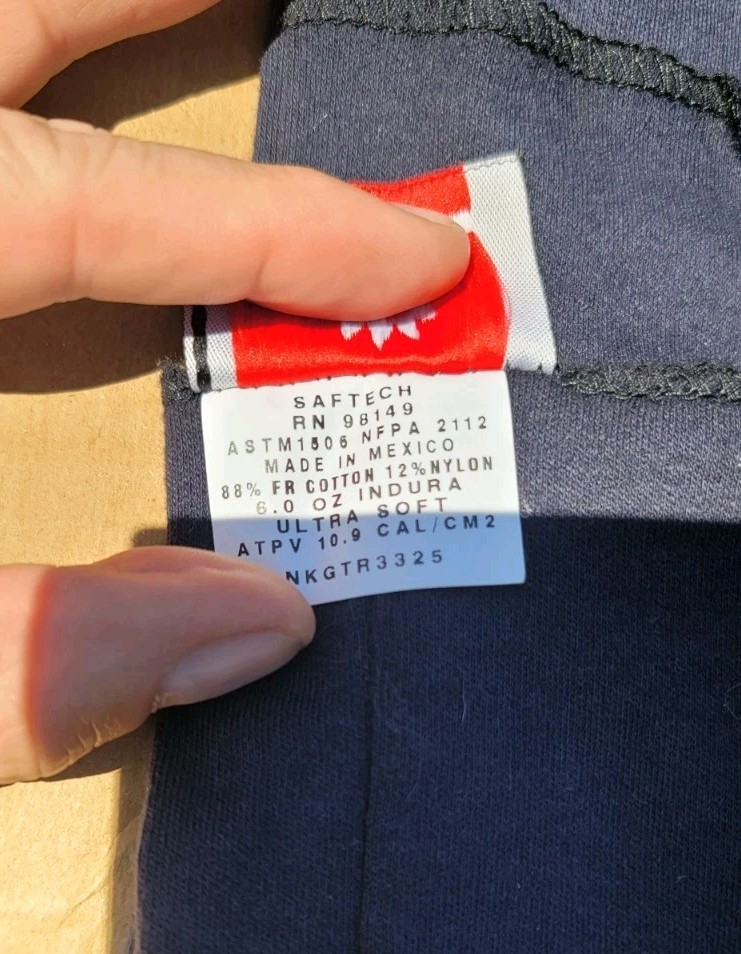 SAFTECH
RN 98149
ASTM1506 NFPA 2112
MADE IN MEXICO
88% FR COTTON 12%NYLON
6.0 OZ INDURA
ULTRA SOFT
ATPV 10.9 CAL/CM2
NKGTR3325